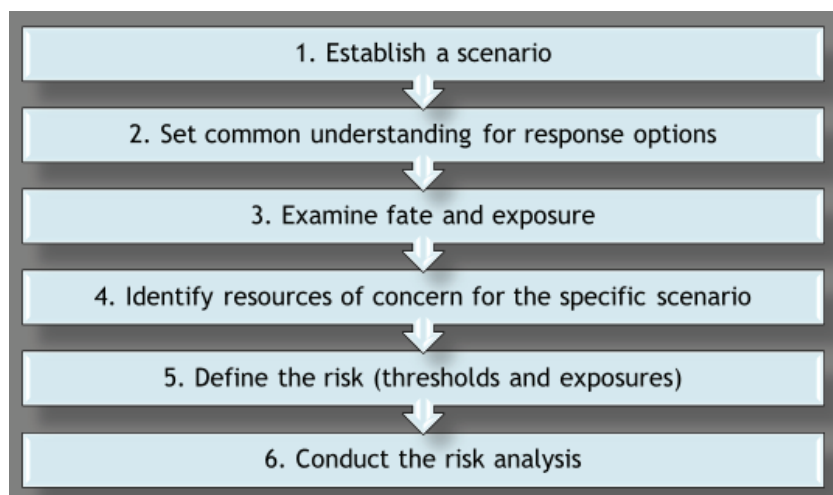 1. Establish a scenario
2. Set common understanding for response options
3. Examine fate and exposure
4. Identify resources of concern for the specific scenario
5. Define the risk (thresholds and exposures)
6. Conduct the risk analysis